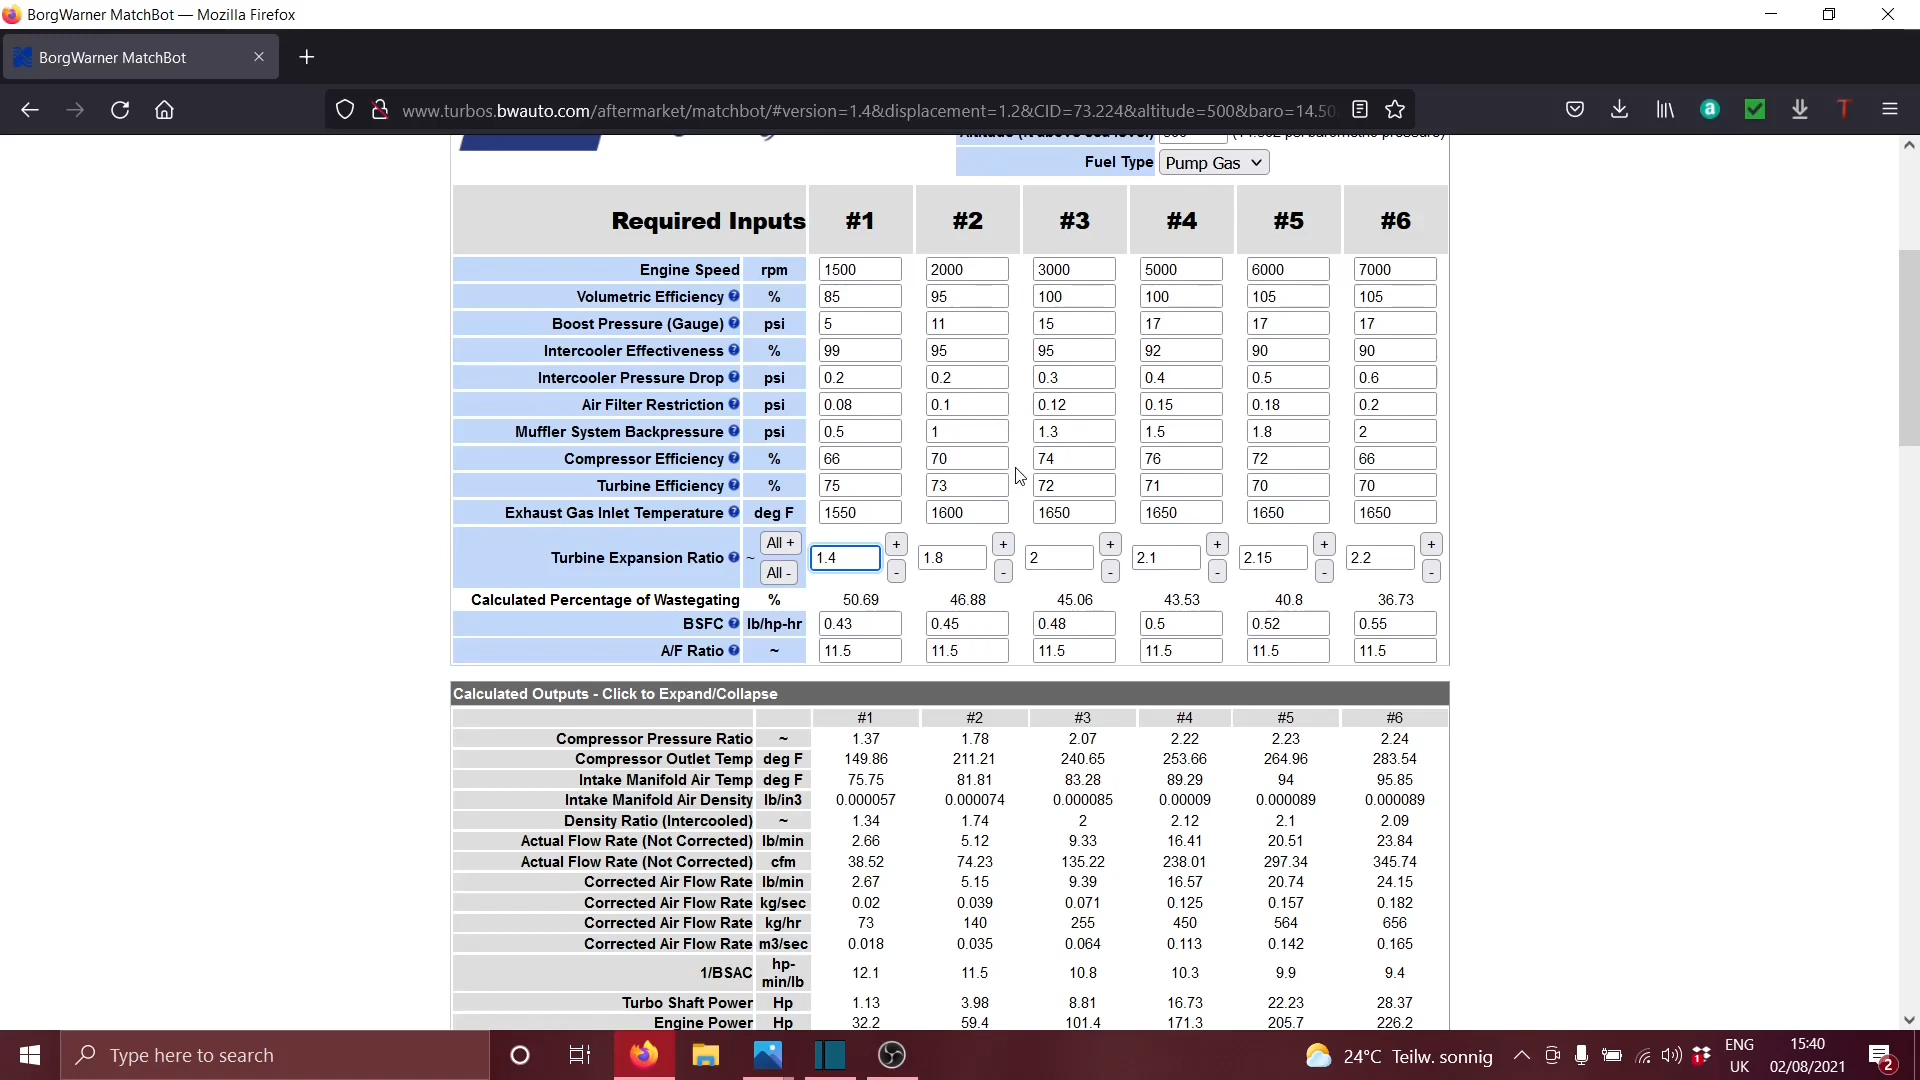 BorgWarner MatchBot — Mozilla Firefox
BorgWarner MatchBot
www.turbos.bwauto.com/aftermarket/matchbot/#version=1.4&displacement=1.2&CID=73.224&altitude=500&baro=14.50
Fuel Type Pump Gas
Required Inputs #1 #2 #3 #4 #5 #6
Engine Speed rpm 1500 2000 3000 5000 6000 7000
Volumetric Efficiency % 85 95 100 100 105 105
Boost Pressure (Gauge) psi 5 11 15 17 17 17
Intercooler Effectiveness % 99 95 95 92 90 90
Intercooler Pressure Drop psi 0.2 0.2 0.3 0.4 0.5 0.6
Air Filter Restriction psi 0.08 0.1 0.12 0.15 0.18 0.2
Muffler System Backpressure psi 0.5 1 1.3 1.5 1.8 2
Compressor Efficiency % 66 70 74 76 72 66
Turbine Efficiency % 75 73 72 71 70 70
Exhaust Gas Inlet Temperature deg F 1550 1600 1650 1650 1650 1650
All + + + + + + +
Turbine Expansion Ratio ~ 1.4 1.8 2 2.1 2.15 2.2
All - - - - - - -
Calculated Percentage of Wastegating % 50.69 46.88 45.06 43.53 40.8 36.73
BSFC lb/hp-hr 0.43 0.45 0.48 0.5 0.52 0.55
A/F Ratio ~ 11.5 11.5 11.5 11.5 11.5 11.5
Calculated Outputs - Click to Expand/Collapse
#1 #2 #3 #4 #5 #6
Compressor Pressure Ratio ~ 1.37 1.78 2.07 2.22 2.23 2.24
Compressor Outlet Temp deg F 149.86 211.21 240.65 253.66 264.96 283.54
Intake Manifold Air Temp deg F 75.75 81.81 83.28 89.29 94 95.85
Intake Manifold Air Density lb/in3 0.000057 0.000074 0.000085 0.00009 0.000089 0.000089
Density Ratio (Intercooled) ~ 1.34 1.74 2 2.12 2.1 2.09
Actual Flow Rate (Not Corrected) lb/min 2.66 5.12 9.33 16.41 20.51 23.84
Actual Flow Rate (Not Corrected) cfm 38.52 74.23 135.22 238.01 297.34 345.74
Corrected Air Flow Rate lb/min 2.67 5.15 9.39 16.57 20.74 24.15
Corrected Air Flow Rate kg/sec 0.02 0.039 0.071 0.125 0.157 0.182
Corrected Air Flow Rate kg/hr 73 140 255 450 564 656
Corrected Air Flow Rate m3/sec 0.018 0.035 0.064 0.113 0.142 0.165
1/BSAC hp-min/lb 12.1 11.5 10.8 10.3 9.9 9.4
Turbo Shaft Power Hp 1.13 3.98 8.81 16.73 22.23 28.37
Engine Power Hp 32.2 59.4 101.4 171.3 205.7 226.2
Type here to search
24°C Teilw. sonnig
ENG
UK
15:40
02/08/2021
2